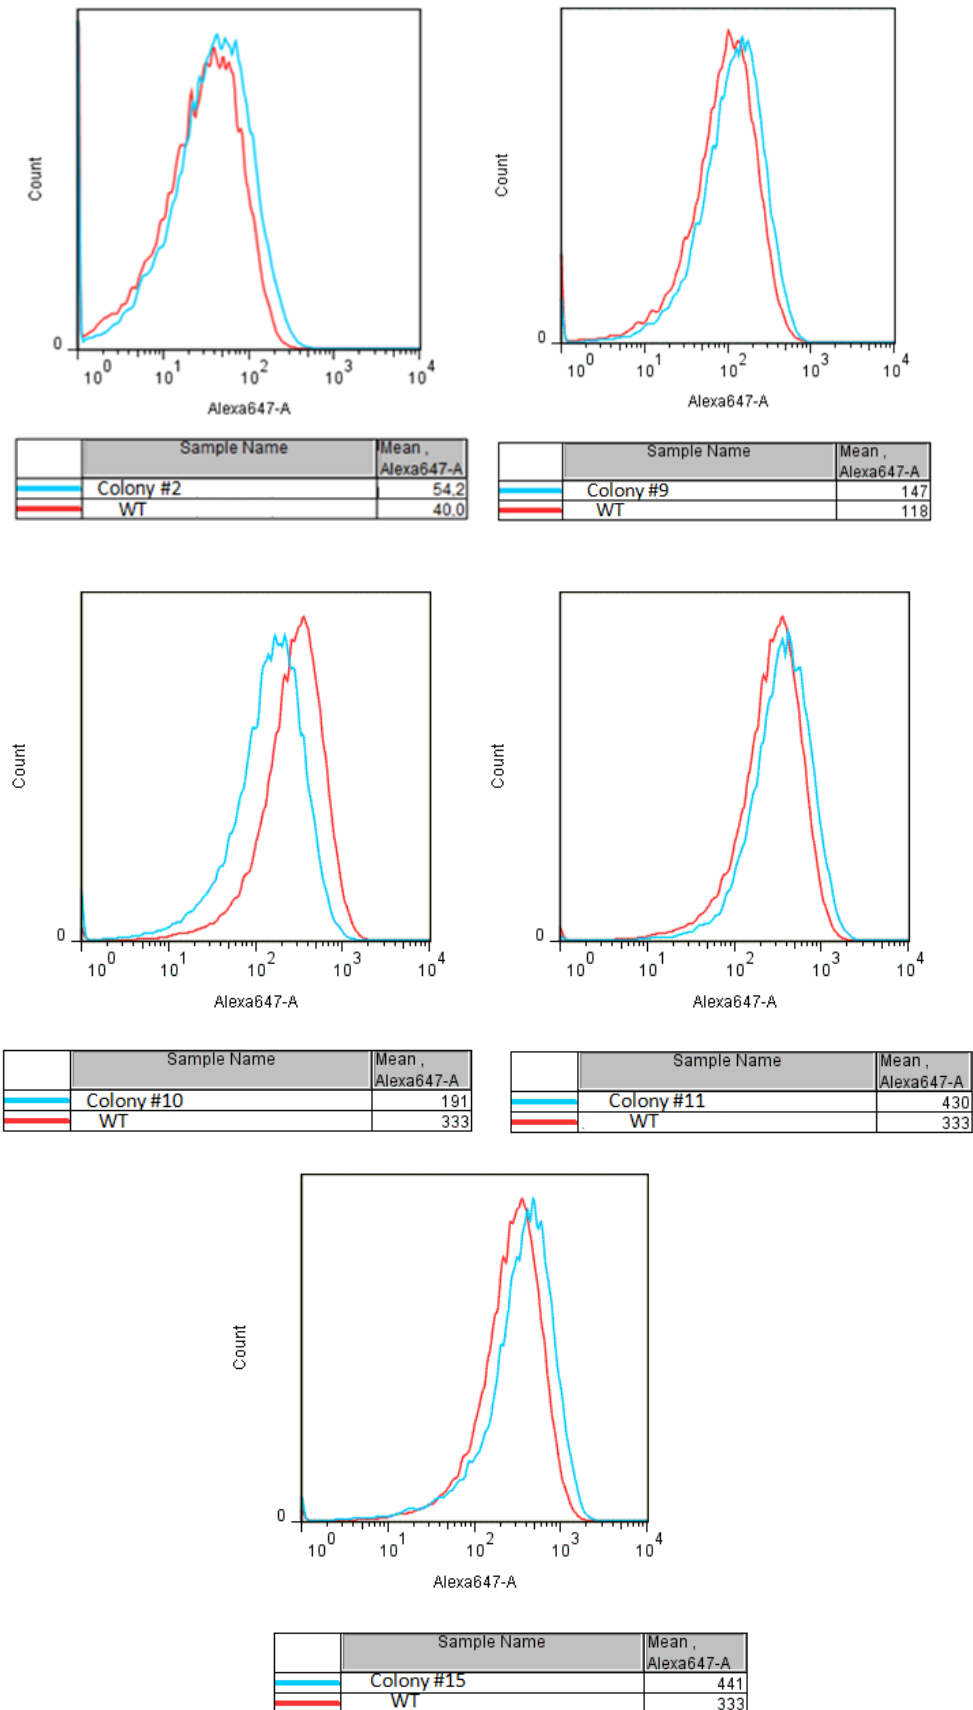 Count
0
10^0 10^1 10^2 10^3 10^4
Alexa647-A
Sample Name Mean , Alexa647-A
Colony #2 54.2
WT 40.0
Count
0
10^0 10^1 10^2 10^3 10^4
Alexa647-A
Sample Name Mean , Alexa647-A
Colony #9 147
WT 118
Count
0
10^0 10^1 10^2 10^3 10^4
Alexa647-A
Sample Name Mean , Alexa647-A
Colony #10 191
WT 333
Count
0
10^0 10^1 10^2 10^3 10^4
Alexa647-A
Sample Name Mean , Alexa647-A
Colony #11 430
WT 333
Count
0
10^0 10^1 10^2 10^3 10^4
Alexa647-A
Sample Name Mean , Alexa647-A
Colony #15 441
WT 333